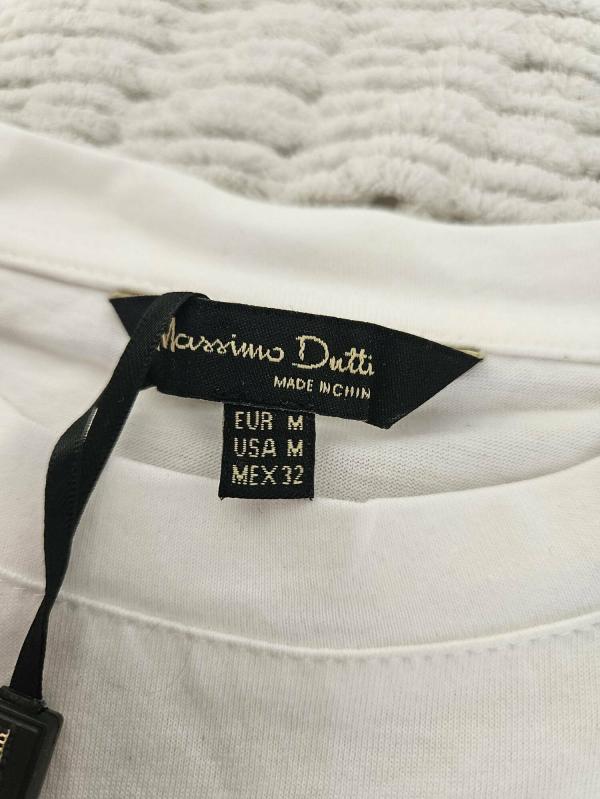 Massimo Dutti
MADE IN CHIN
EUR M
USA M
MEX 32